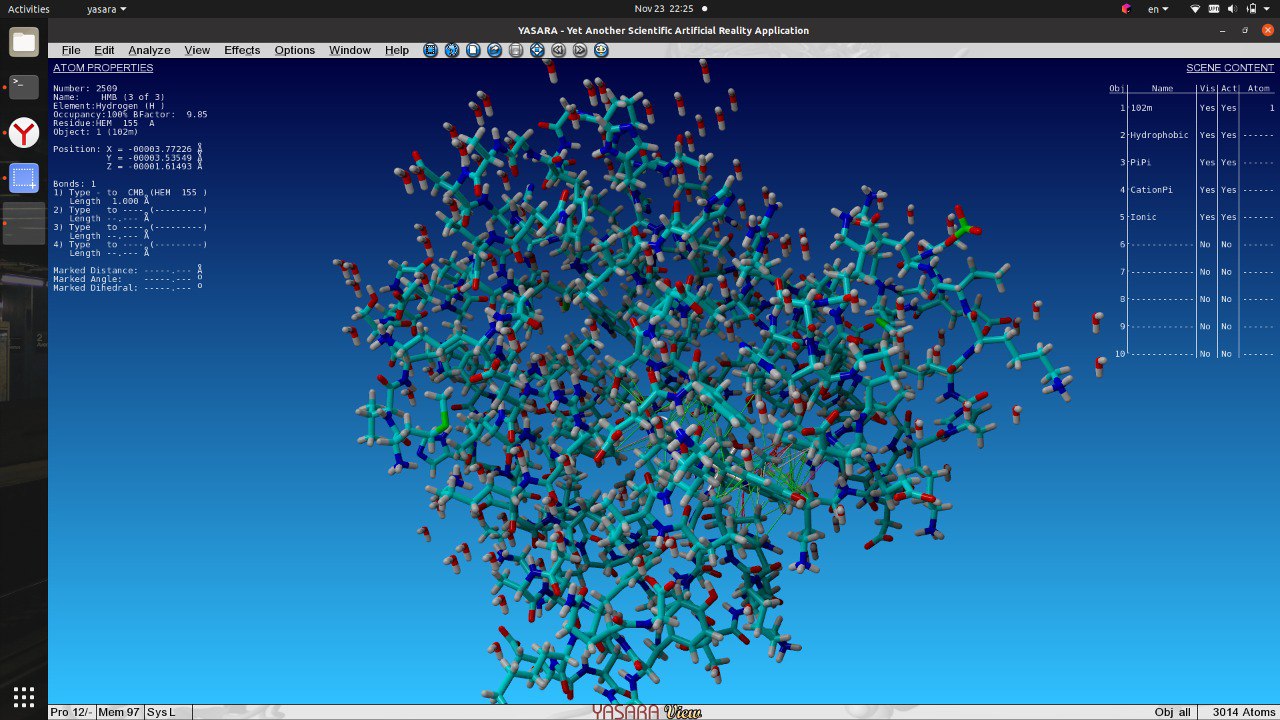 Activities yasara Nov 23 22:25 en
YASARA - Yet Another Scientific Artificial Reality Application
File Edit Analyze View Effects Options Window Help
ATOM PROPERTIES
Number: 2509
Name: HMB (3 of 3)
Element:Hydrogen (H )
Occupancy:100% BFactor: 9.85
Residue:HEM 155 A
Object: 1 (102m)
Position: X = -00003.77226 Å
Y = -00003.53549 Å
Z = -00001.61493 Å
Bonds: 1
1) Type - to CMB (HEM 155 )
Length 1.000 Å
2) Type to ---- (---------)
Length --.--- Å
3) Type to ---- (---------)
Length --.--- Å
4) Type to ---- (---------)
Length --.--- Å
Marked Distance: -----.--- Å
Marked Angle: -----.--- o
Marked Dihedral: -----.--- o
SCENE CONTENT
Obj Name Vis Act Atom
1 102m Yes Yes 1
2 Hydrophobic Yes Yes ------
3 PiPi Yes Yes ------
4 CationPi Yes Yes ------
5 Ionic Yes Yes ------
6 ------------ No No ------
7 ------------ No No ------
8 ------------ No No ------
9 ------------ No No ------
10 ------------ No No ------
Pro 12/- Mem 97 Sys L YASARA View Obj all 3014 Atoms